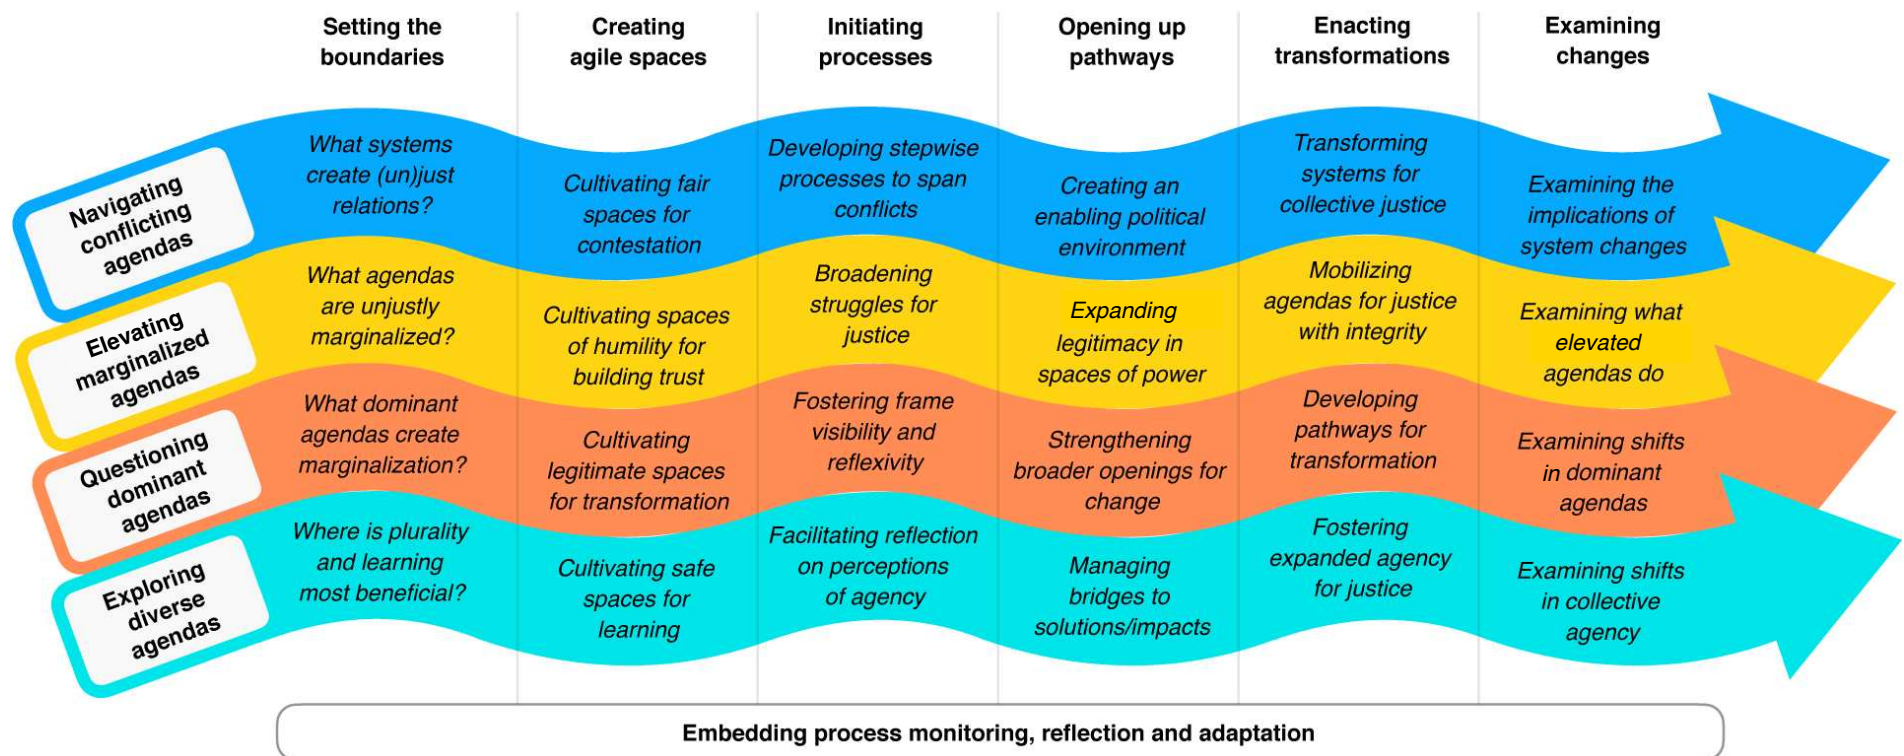 Setting the
boundaries
Creating
agile spaces
Initiating
processes
Opening up
pathways
Enacting
transformations
Examining
changes
Navigating
conflicting
agendas
What systems
create (un)just
relations?
Cultivating fair
spaces for
contestation
Developing stepwise
processes to span
conflicts
Creating an
enabling political
environment
Transforming
systems for
collective justice
Examining the
implications of
system changes
Elevating
marginalized
agendas
What agendas
are unjustly
marginalized?
Cultivating spaces
of humility for
building trust
Broadening
struggles for
justice
Expanding
legitimacy in
spaces of power
Mobilizing
agendas for justice
with integrity
Examining what
elevated
agendas do
Questioning
dominant
agendas
What dominant
agendas create
marginalization?
Cultivating
legitimate spaces
for transformation
Fostering frame
visibility and
reflexivity
Strengthening
broader openings for
change
Developing
pathways for
transformation
Examining shifts
in dominant
agendas
Exploring
diverse
agendas
Where is plurality
and learning
most beneficial?
Cultivating safe
spaces for
learning
Facilitating reflection
on perceptions
of agency
Managing
bridges to
solutions/impacts
Fostering
expanded agency
for justice
Examining shifts
in collective
agency
Embedding process monitoring, reflection and adaptation